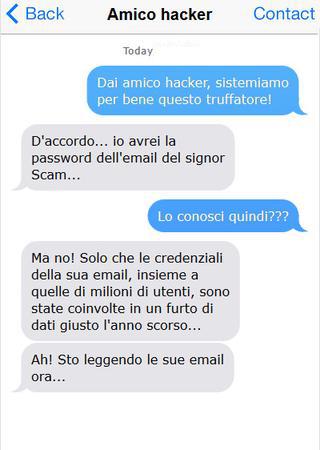 Back
Amico hacker
Contact
Today
Dai amico hacker, sistemiamo
per bene questo truffatore!
D'accordo... io avrei la
password dell'email del signor
Scam...
Lo conosci quindi???
Ma no! Solo che le credenziali
della sua email, insieme a
quelle di milioni di utenti, sono
state coinvolte in un furto di
dati giusto l'anno scorso...
Ah! Sto leggendo le sue email
ora...